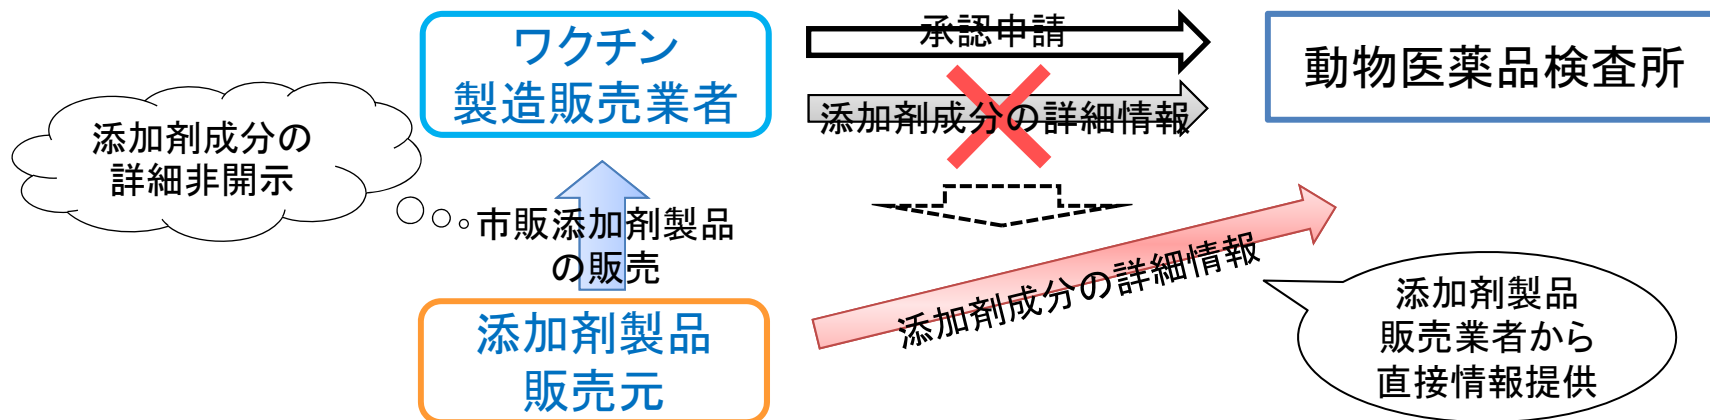 ワクチン
製造販売業者
承認申請
動物医薬品検査所
添加剤成分の詳細情報
添加剤成分の
詳細非開示
市販添加剤製品
の販売
添加剤成分の詳細情報
添加剤製品
販売元
添加剤製品
販売業者から
直接情報提供